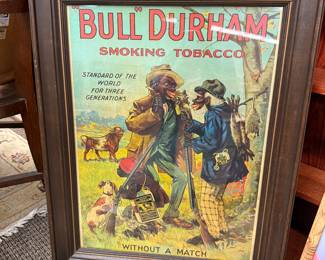 "BULL" DURHAM
SMOKING TOBACCO
STANDARD OF THE
WORLD
FOR THREE
GENERATIONS
WITHOUT A MATCH